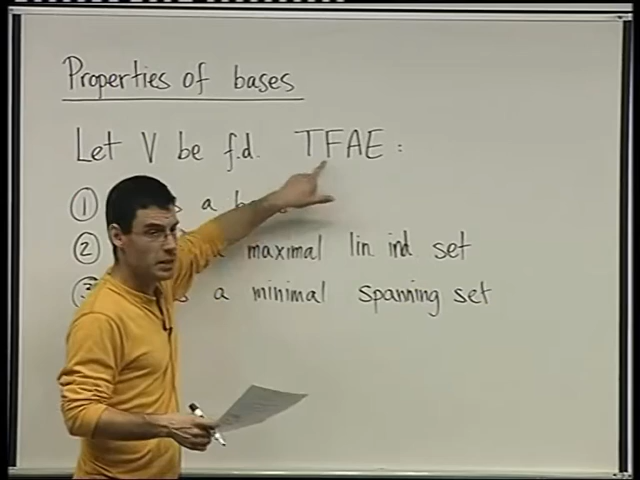 Properties of bases
Let V be f.d. TFAE :
① s a
② a maximal lin ind set
③ s a minimal spanning set